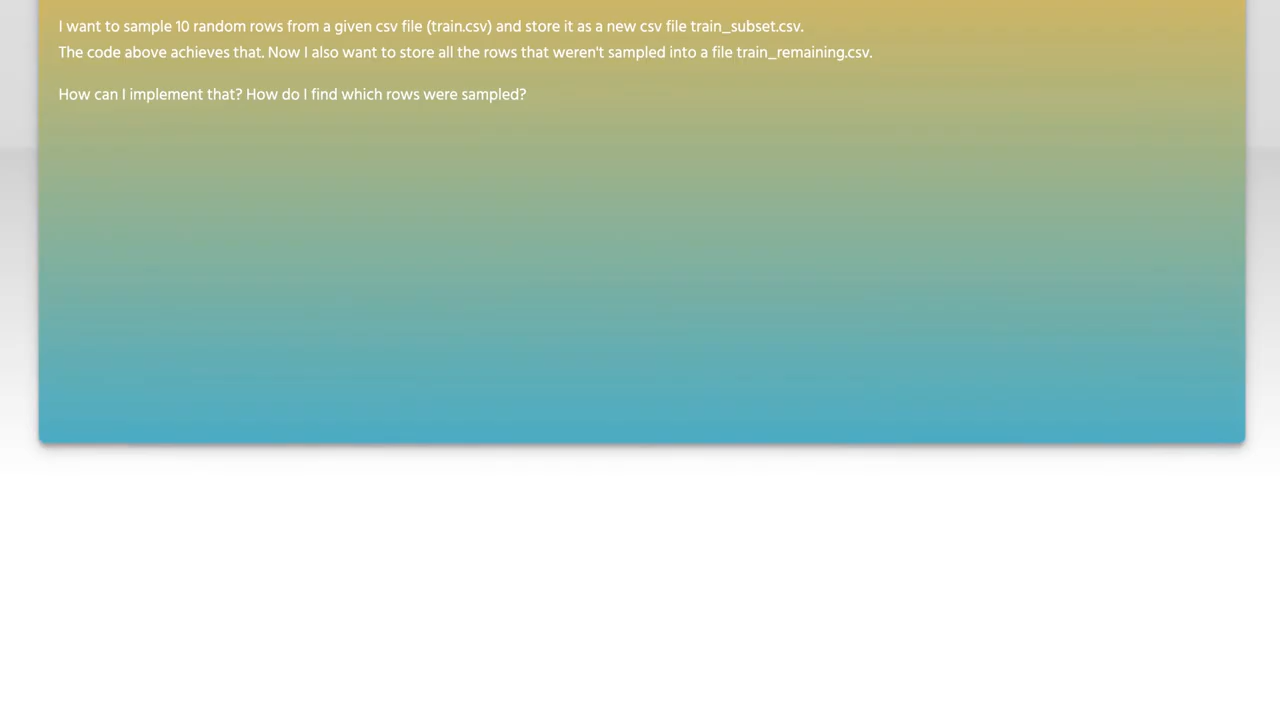 I want to sample 10 random rows from a given csv file (train.csv) and store it as a new csv file train_subset.csv.
The code above achieves that. Now I also want to store all the rows that weren't sampled into a file train_remaining.csv.
How can I implement that? How do I find which rows were sampled?